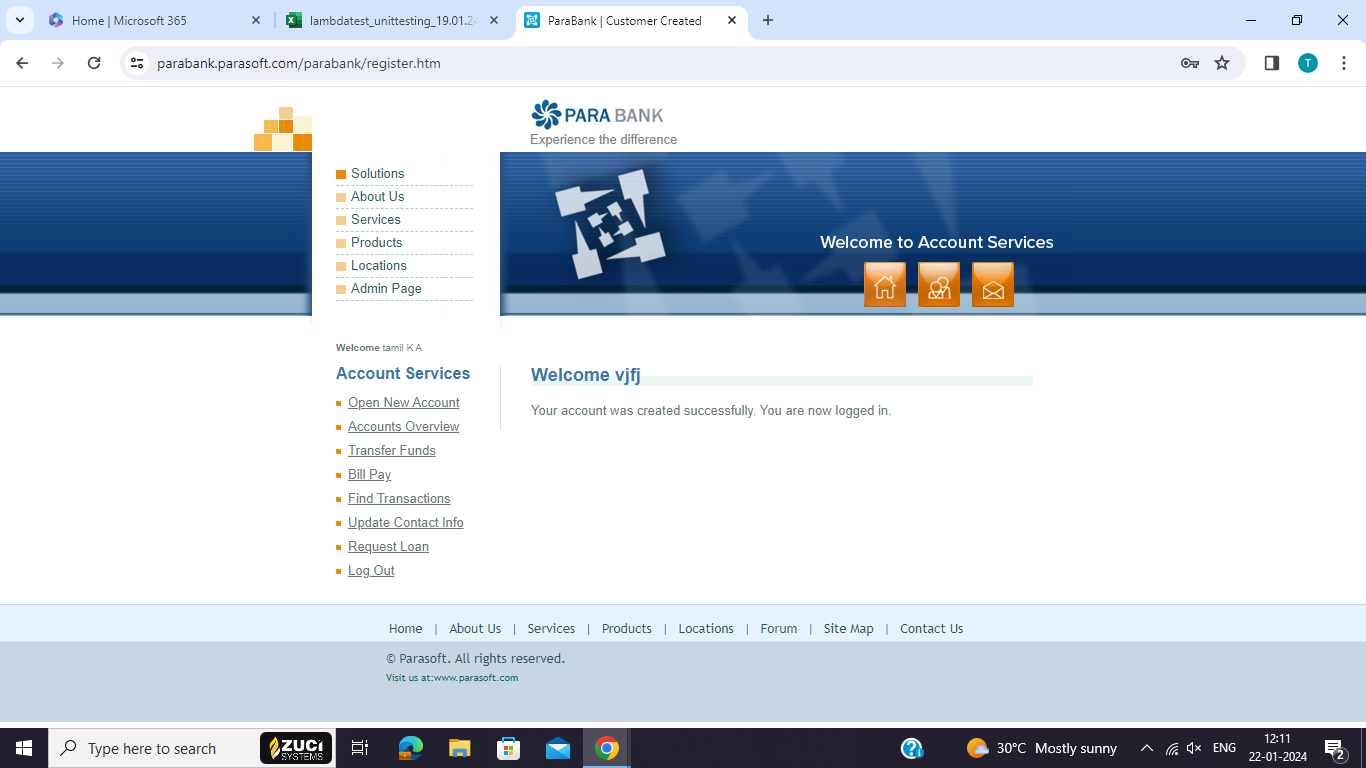 Home | Microsoft 365
lambdatest_unittesting_19.01.24
ParaBank | Customer Created
parabank.parasoft.com/parabank/register.htm
T
PARA BANK
Experience the difference
Solutions
About Us
Services
Products
Locations
Admin Page
Welcome to Account Services
Welcome tamil K A
Account Services
Open New Account
Accounts Overview
Transfer Funds
Bill Pay
Find Transactions
Update Contact Info
Request Loan
Log Out
Welcome vjfj
Your account was created successfully. You are now logged in.
Home | About Us | Services | Products | Locations | Forum | Site Map | Contact Us
© Parasoft. All rights reserved.
Visit us at:www.parasoft.com
Type here to search
ZUCI
SYSTEMS
30°C Mostly sunny
ENG
12:11
22-01-2024
2